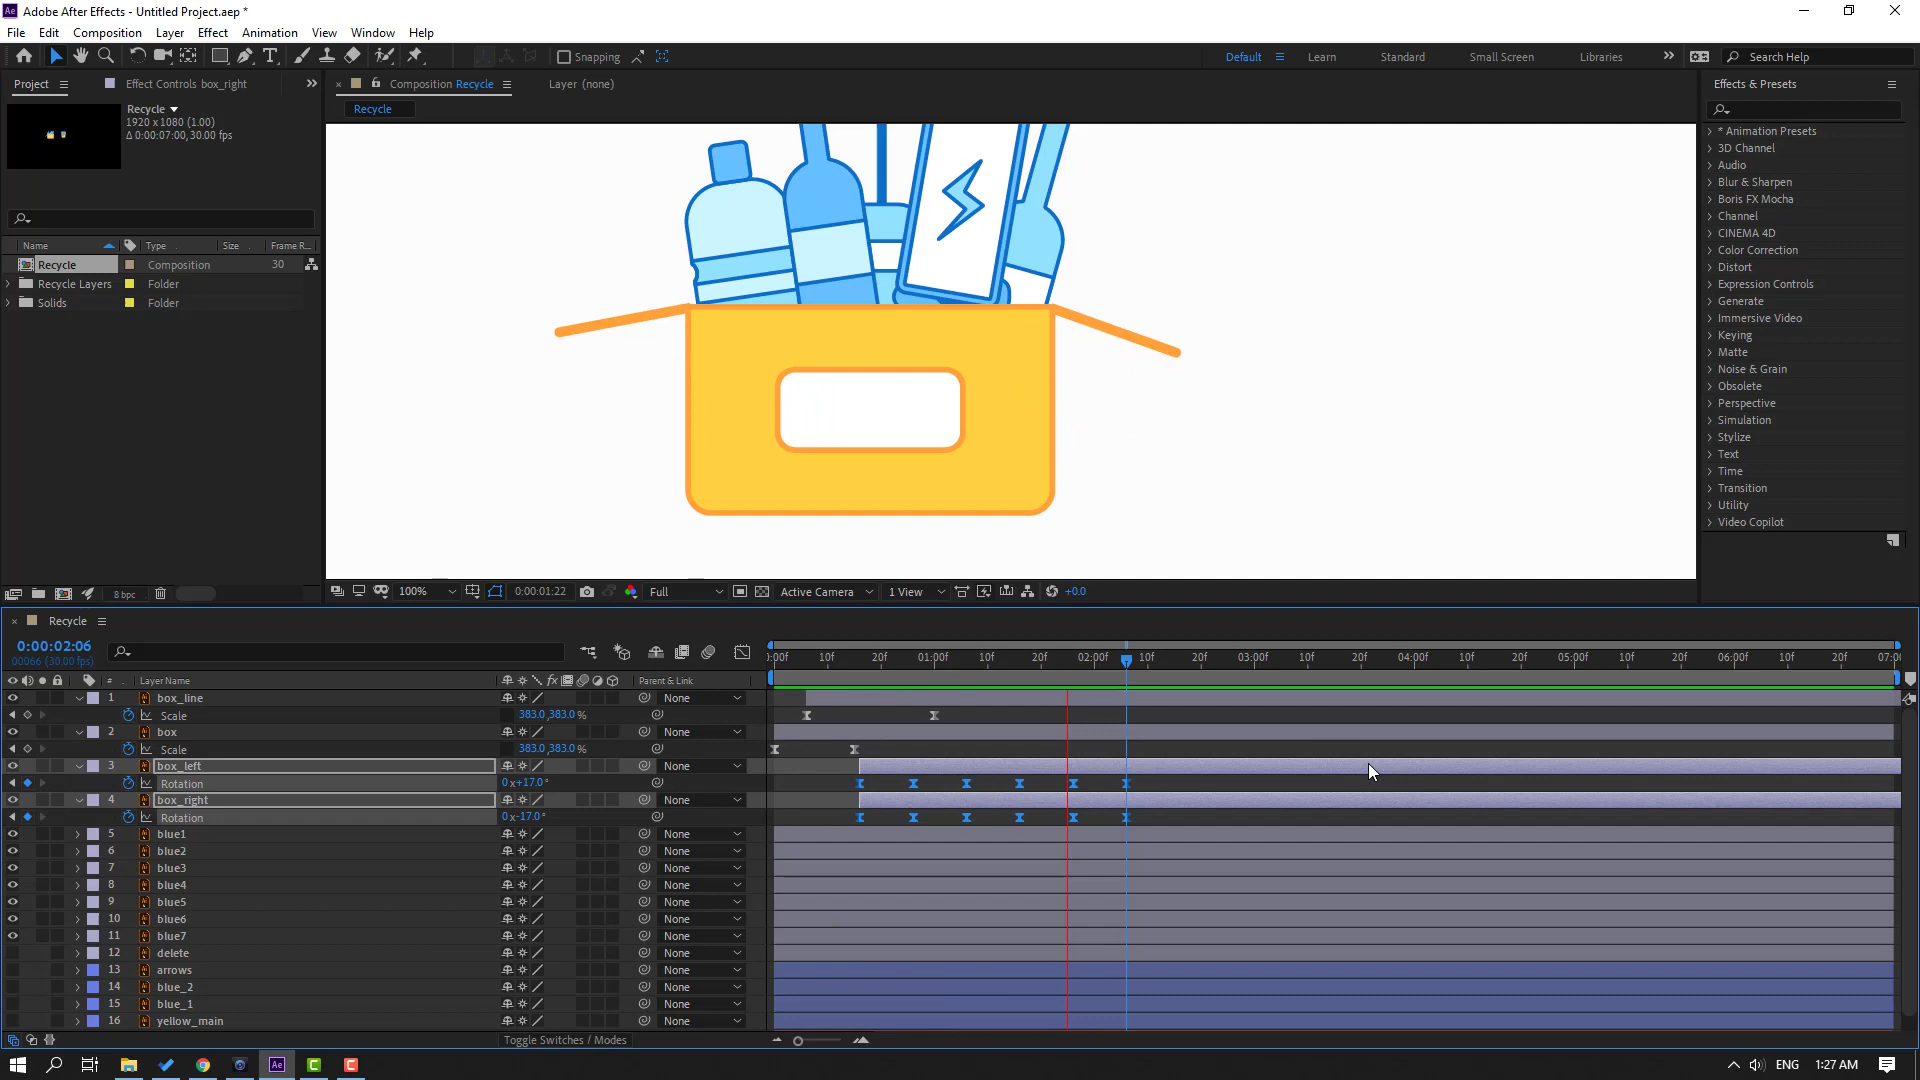 Adobe After Effects - Untitled Project.aep *
File Edit Composition Layer Effect Animation View Window Help
Snapping
Default Learn Standard Small Screen Libraries Search Help
Project Effect Controls box_right
Composition Recycle Layer (none)
Effects & Presets
Recycle
1920 x 1080 (1.00)
Δ 0:00:07:00, 30.00 fps
Recycle
Name Type Size Frame R...
Recycle Composition 30
Recycle Layers Folder
Solids Folder
* Animation Presets
3D Channel
Audio
Blur & Sharpen
Boris FX Mocha
Channel
CINEMA 4D
Color Correction
Distort
Expression Controls
Generate
Immersive Video
Keying
Matte
Noise & Grain
Obsolete
Perspective
Simulation
Stylize
Text
Time
Transition
Utility
Video Copilot
8 bpc
100% 0:00:01:22 Full Active Camera 1 View +0.0
Recycle
0:00:02:06
00066 (30.00 fps)
:00f 10f 20f 01:00f 10f 20f 02:00f 10f 20f 03:00f 10f 20f 04:00f 10f 20f 05:00f 10f 20f 06:00f 10f 20f 07:00
# Layer Name fx Parent & Link
1 box_line None
Scale 383.0,383.0 %
2 box None
Scale 383.0,383.0 %
3 box_left None
Rotation 0x+17.0°
4 box_right None
Rotation 0x-17.0°
5 blue1 None
6 blue2 None
7 blue3 None
8 blue4 None
9 blue5 None
10 blue6 None
11 blue7 None
12 delete None
13 arrows None
14 blue_2 None
15 blue_1 None
16 yellow_main None
Toggle Switches / Modes
Ae ENG 1:27 AM